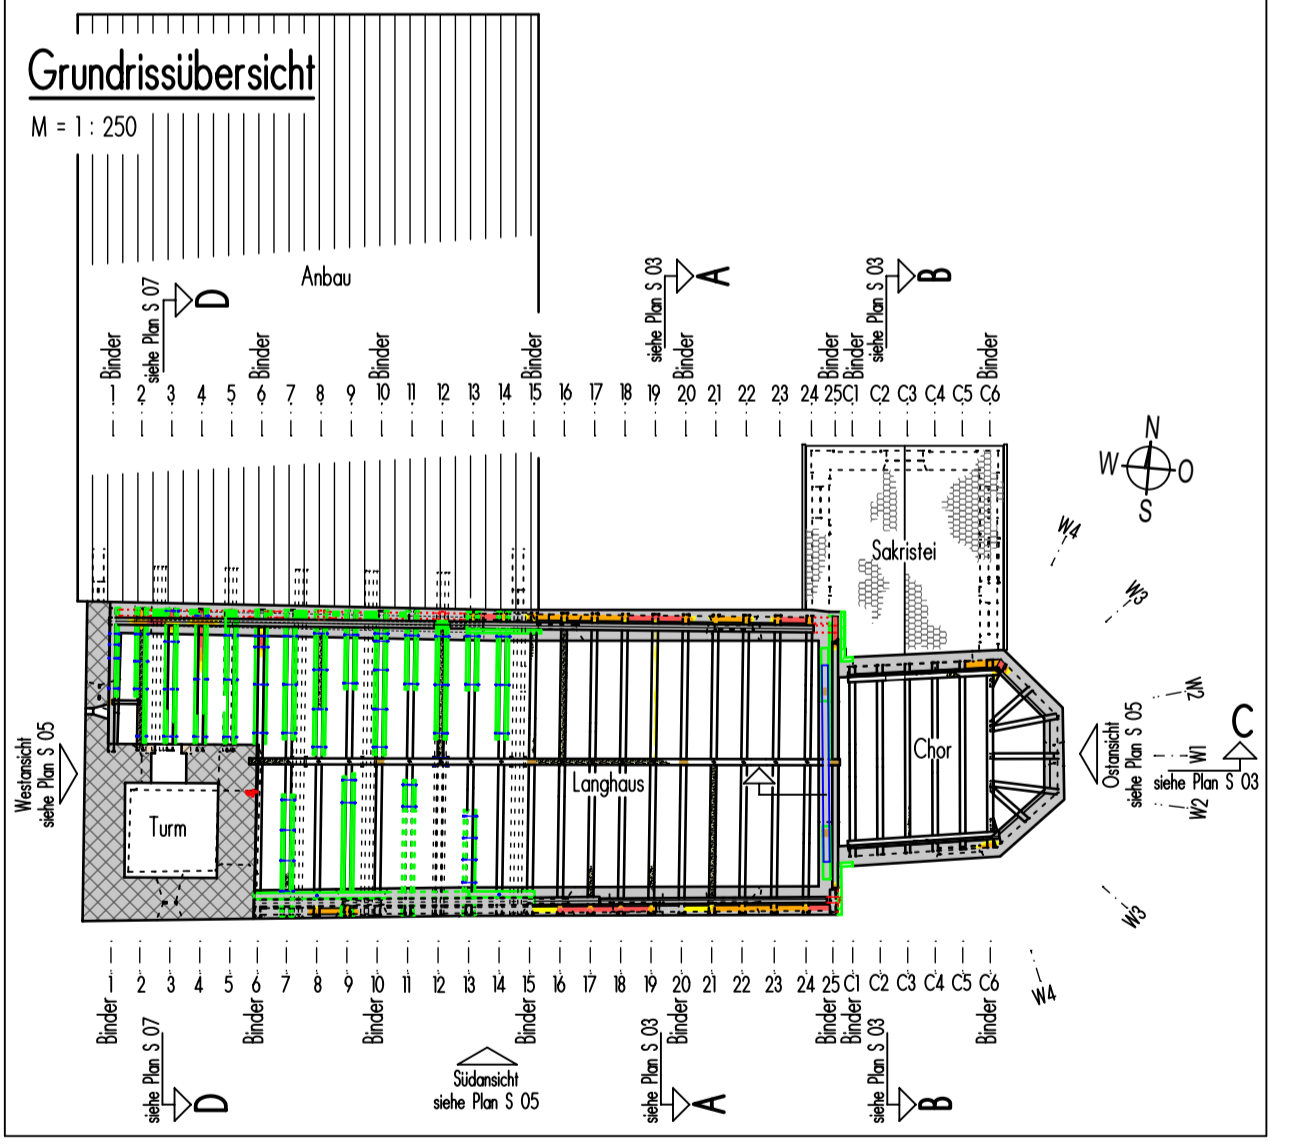 Grundrissübersicht
M = 1 : 250
Anbau
siehe Plan S 07
D
siehe Plan S 03
A
siehe Plan S 03
B
Binder
Binder
Binder
Binder
Binder
Binder
Binder
Binder
1 2 3 4 5 6 7 8 9 10 11 12 13 14 15 16 17 18 19 20 21 22 23 24 25 C1 C2 C3 C4 C5 C6
N
W
O
S
Sakristei
W4
W3
W2
W1
W2
W3
W4
Westansicht
siehe Plan S 05
Turm
Langhaus
Chor
Ostansicht
siehe Plan S 05
C
siehe Plan S 03
1 2 3 4 5 6 7 8 9 10 11 12 13 14 15 16 17 18 19 20 21 22 23 24 25 C1 C2 C3 C4 C5 C6
Binder
Binder
Binder
Binder
Binder
Binder
Binder
Binder
siehe Plan S 07
D
Südansicht
siehe Plan S 05
siehe Plan S 03
A
siehe Plan S 03
B